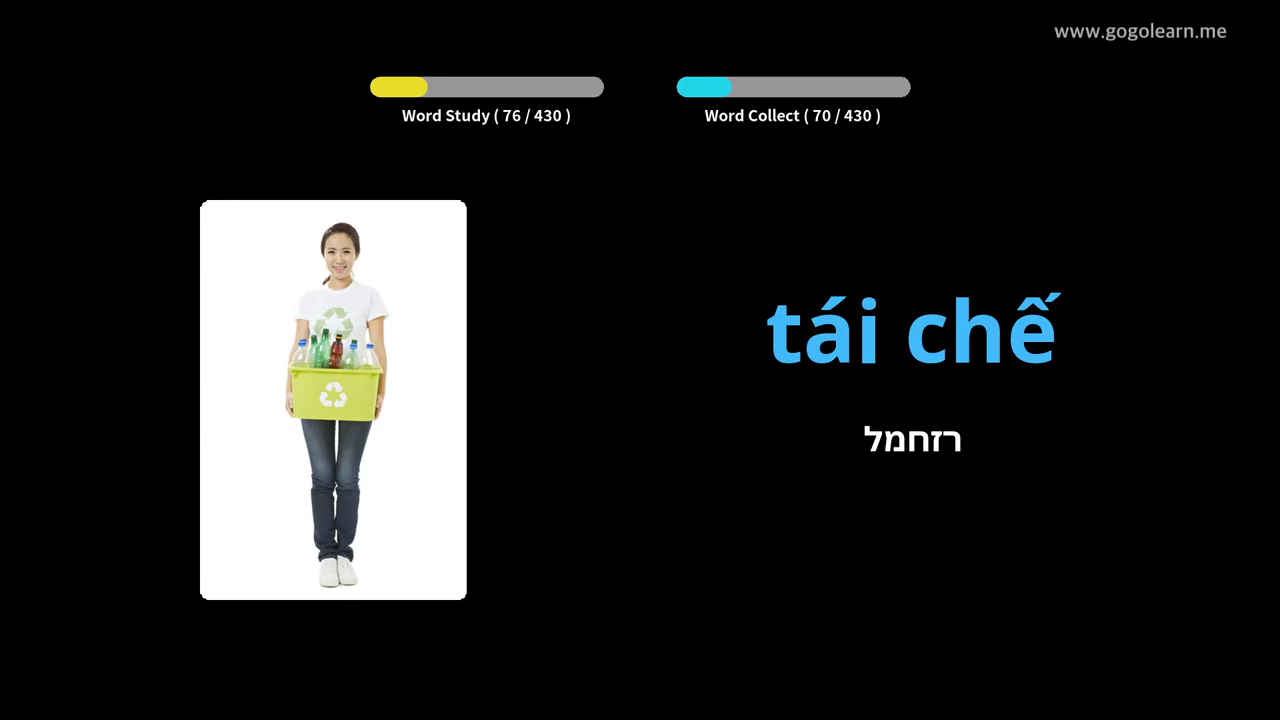 www.gogolearn.me
Word Study ( 76 / 430 )
Word Collect ( 70 / 430 )
tái chế
רזחמל